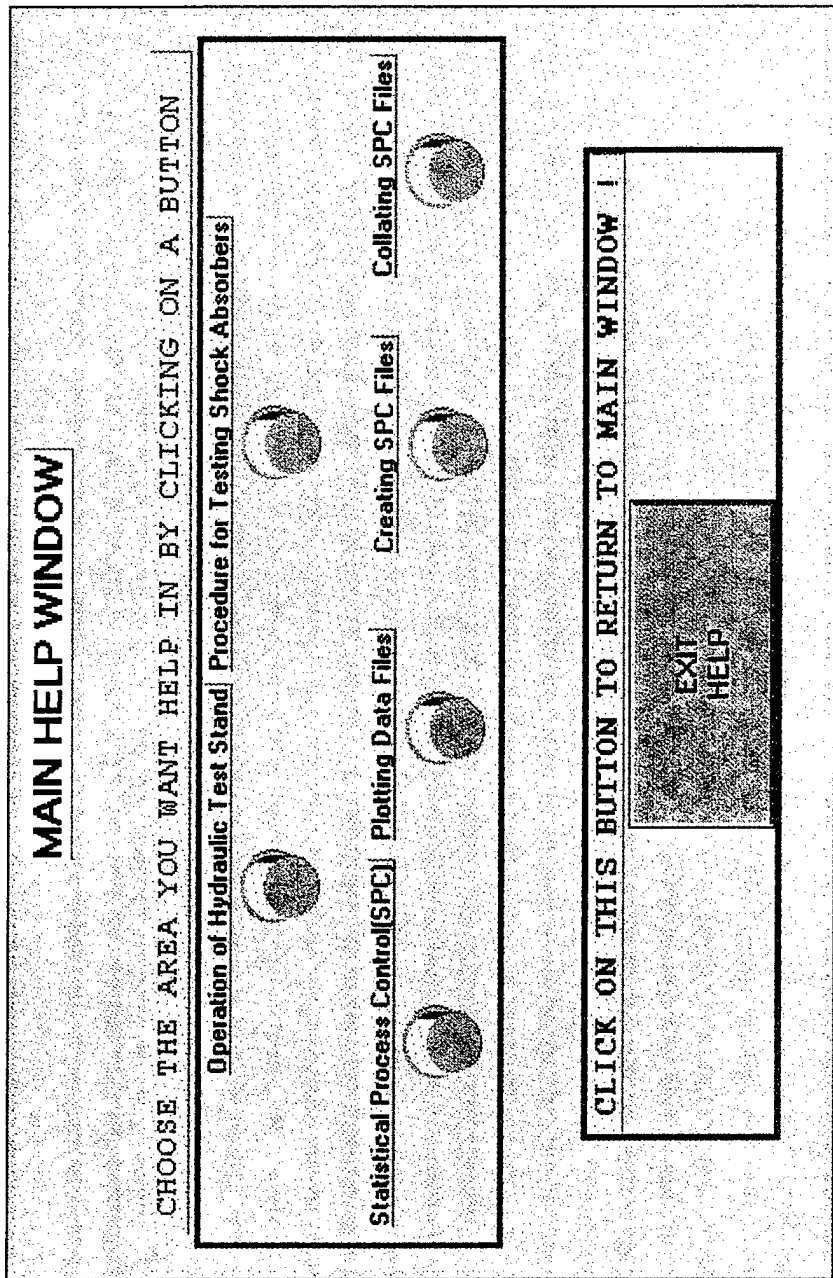 MAIN HELP WINDOW
CHOOSE THE AREA YOU WANT HELP IN BY CLICKING ON A BUTTON
Operation of Hydraulic Test Stand Procedure for Testing Shock Absorbers
Statistical Process Control(SPC) Plotting Data Files Creating SPC Files Collating SPC Files
CLICK ON THIS BUTTON TO RETURN TO MAIN WINDOW !
EXIT
HELP